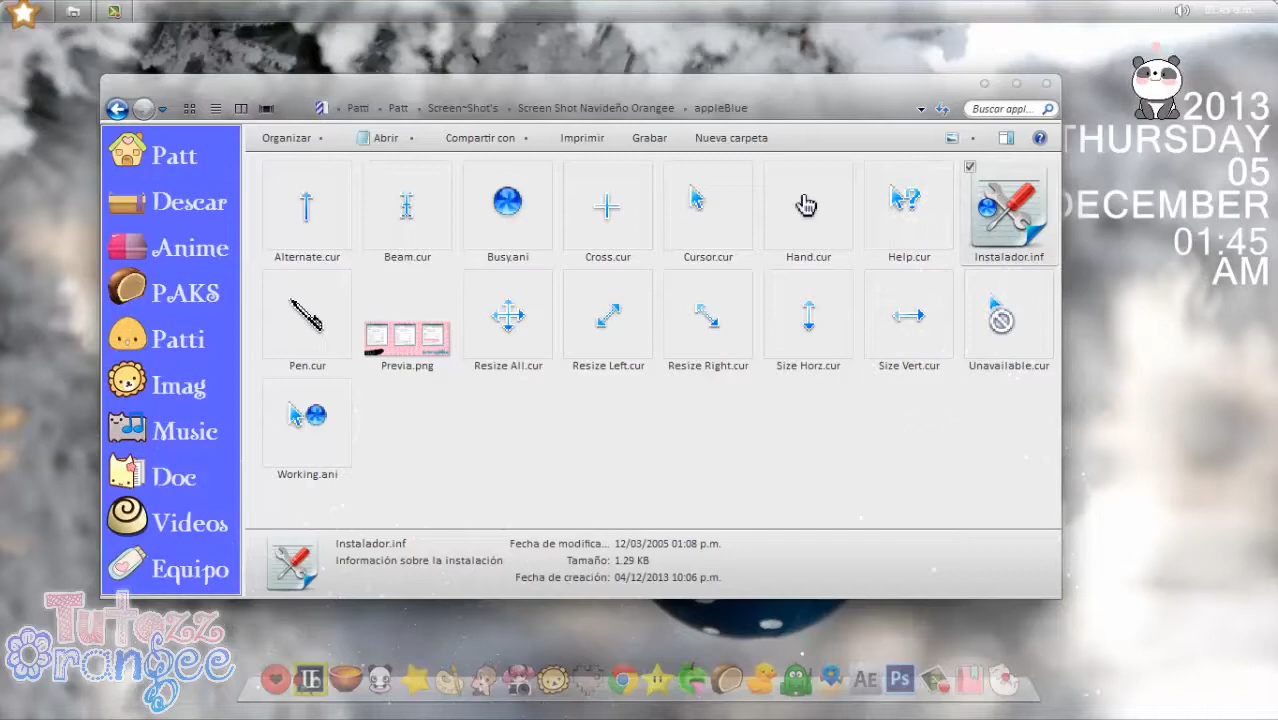 2013
THURSDAY
05
DECEMBER
01:45
AM
Patti
Patt
Screen~Shot's
Screen Shot Navideño Orangee
appleBlue
Buscar appl...
Organizar
Abrir
Compartir con
Imprimir
Grabar
Nueva carpeta
Patt
Descar
Anime
PAKS
Patti
Imag
Music
Doc
Videos
Equipo
Alternate.cur
Beam.cur
Busy.ani
Cross.cur
Cursor.cur
Hand.cur
Help.cur
Instalador.inf
Pen.cur
Previa.png
Resize All.cur
Resize Left.cur
Resize Right.cur
Size Horz.cur
Size Vert.cur
Unavailable.cur
Working.ani
Instalador.inf
Información sobre la instalación
Fecha de modifica... 12/03/2005 01:08 p.m.
Tamaño: 1.29 KB
Fecha de creación: 04/12/2013 10:06 p.m.
Tutozz
Orangee
AE
Ps